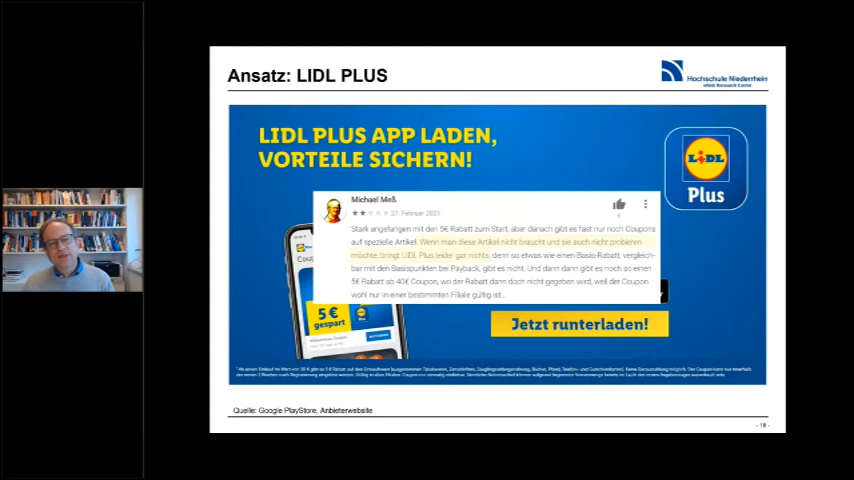 Ansatz: LIDL PLUS
Hochschule Niederrhein
eWeb Research Center
LIDL PLUS APP LADEN,
VORTEILE SICHERN!
LIDL
Plus
Michael Meß
27. Februar 2021
6
Stark angefangen mit den 5€ Rabatt zum Start, aber danach gibt es fast nur noch Coupons
auf spezielle Artikel. Wenn man diese Artikel nicht braucht und sie auch nicht probieren
möchte, bringt LIDL Plus leider gar nichts, denn so etwas wie einen Basis-Rabatt, vergleich-
bar mit den Basispunkten bei Payback, gibt es nicht. Und dann dann gibt es noch so einen
5€ Rabatt ab 40€ Coupon, wo der Rabatt dann doch nicht gegeben wird, weil der Coupon
wohl nur in einer bestimmten Filiale gültig ist...
5 €
gespart
Jetzt runterladen!
Quelle: Google PlayStore, Anbieterwebsite
- 18 -